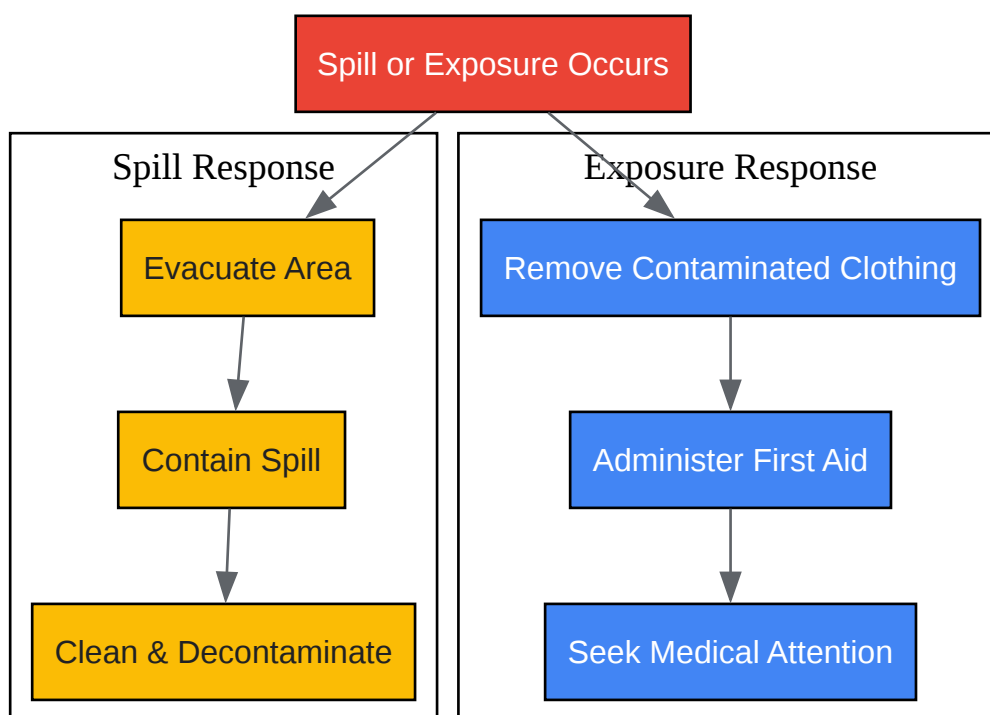 Spill or Exposure Occurs
Spill Response
Evacuate Area
Contain Spill
Clean & Decontaminate
Exposure Response
Remove Contaminated Clothing
Administer First Aid
Seek Medical Attention